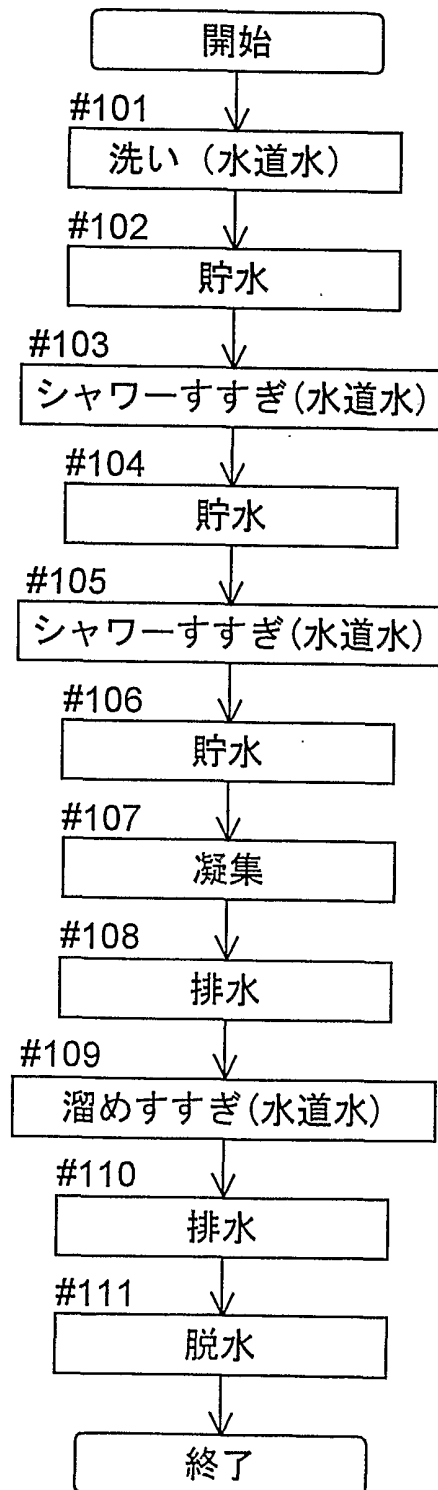 開始
#101
洗い（水道水）
#102
貯水
#103
シャワーすすぎ(水道水)
#104
貯水
#105
シャワーすすぎ(水道水)
#106
貯水
#107
凝集
#108
排水
#109
溜めすすぎ(水道水)
#110
排水
#111
脱水
終了